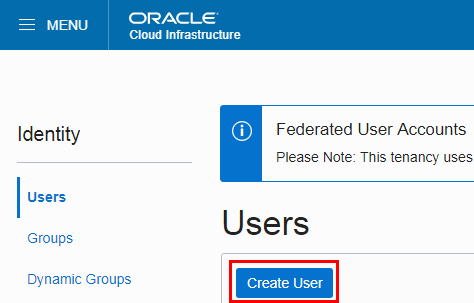 MENU
ORACLE
Cloud Infrastructure
Identity
Users
Groups
Dynamic Groups
Federated User Accounts
Please Note: This tenancy uses
Users
Create User